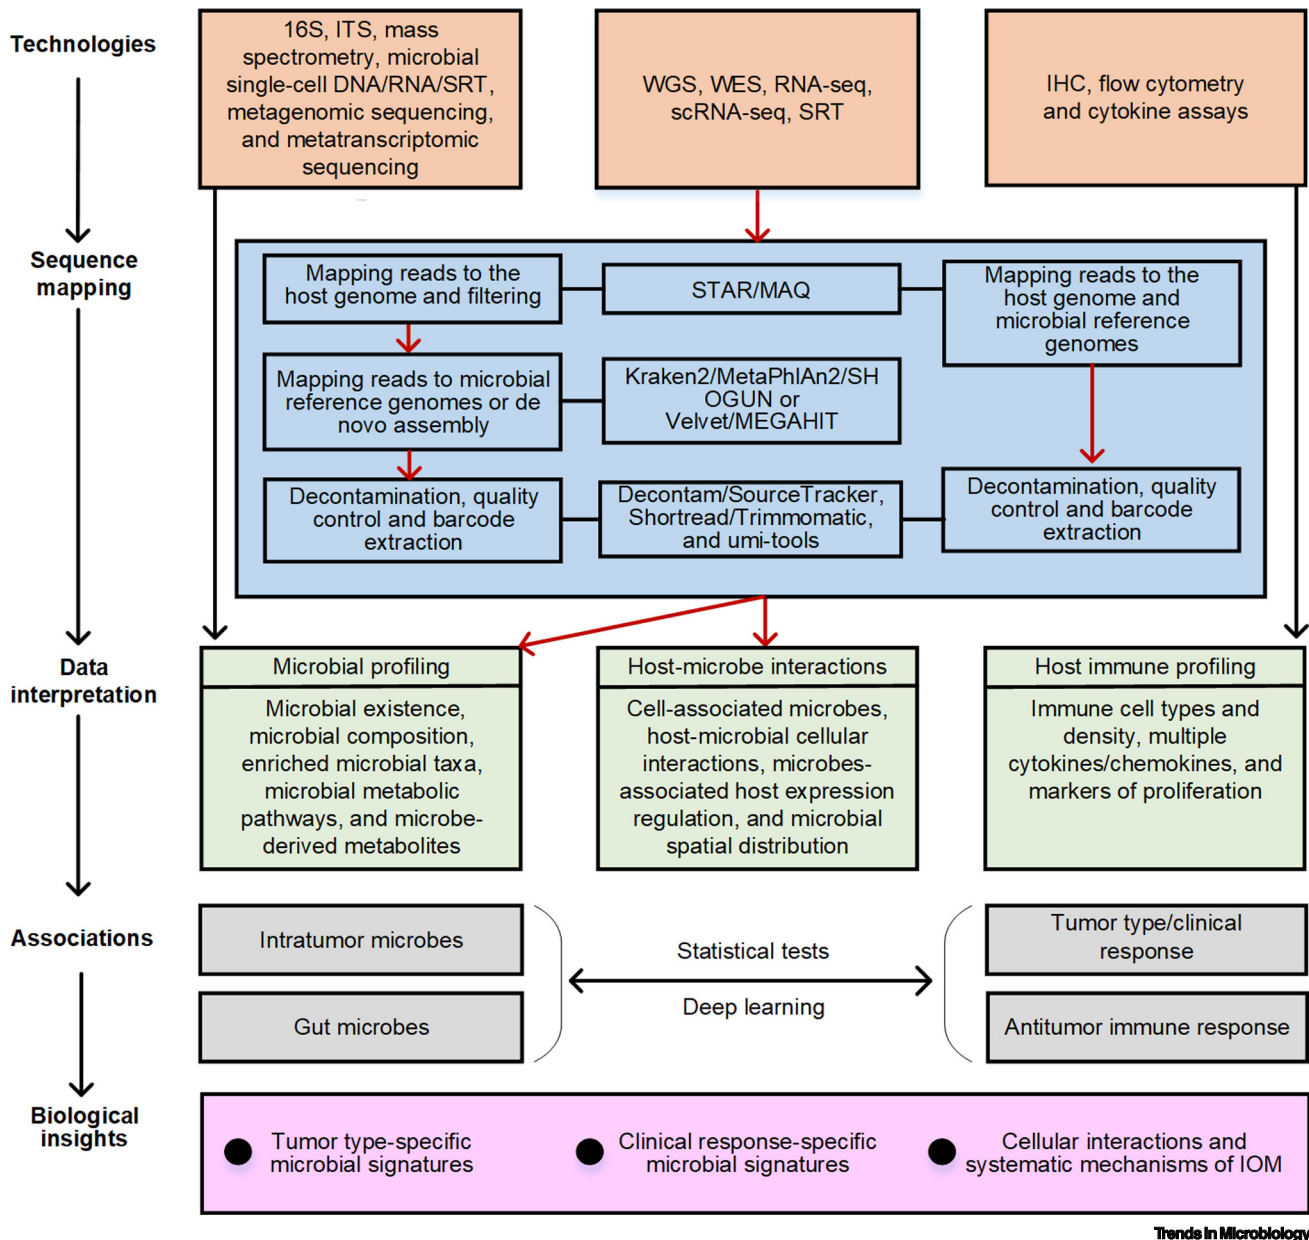 Technologies
16S, ITS, mass
spectrometry, microbial
single-cell DNA/RNA/SRT,
metagenomic sequencing,
and metatranscriptomic
sequencing
WGS, WES, RNA-seq,
scRNA-seq, SRT
IHC, flow cytometry
and cytokine assays
Sequence
mapping
Mapping reads to the
host genome and filtering
STAR/MAQ
Mapping reads to the
host genome and
microbial reference
genomes
Mapping reads to microbial
reference genomes or de
novo assembly
Kraken2/MetaPhlAn2/SH
OGUN or
Velvet/MEGAHIT
Decontamination, quality
control and barcode
extraction
Decontam/SourceTracker,
Shortread/Trimmomatic,
and umi-tools
Decontamination, quality
control and barcode
extraction
Data
interpretation
Microbial profiling
Microbial existence,
microbial composition,
enriched microbial taxa,
microbial metabolic
pathways, and microbe-
derived metabolites
Host-microbe interactions
Cell-associated microbes,
host-microbial cellular
interactions, microbes-
associated host expression
regulation, and microbial
spatial distribution
Host immune profiling
Immune cell types and
density, multiple
cytokines/chemokines, and
markers of proliferation
Associations
Intratumor microbes
Gut microbes
Statistical tests
Deep learning
Tumor type/clinical
response
Antitumor immune response
Biological
insights
Tumor type-specific
microbial signatures
Clinical response-specific
microbial signatures
Cellular interactions and
systematic mechanisms of IOM
Trends in Microbiology